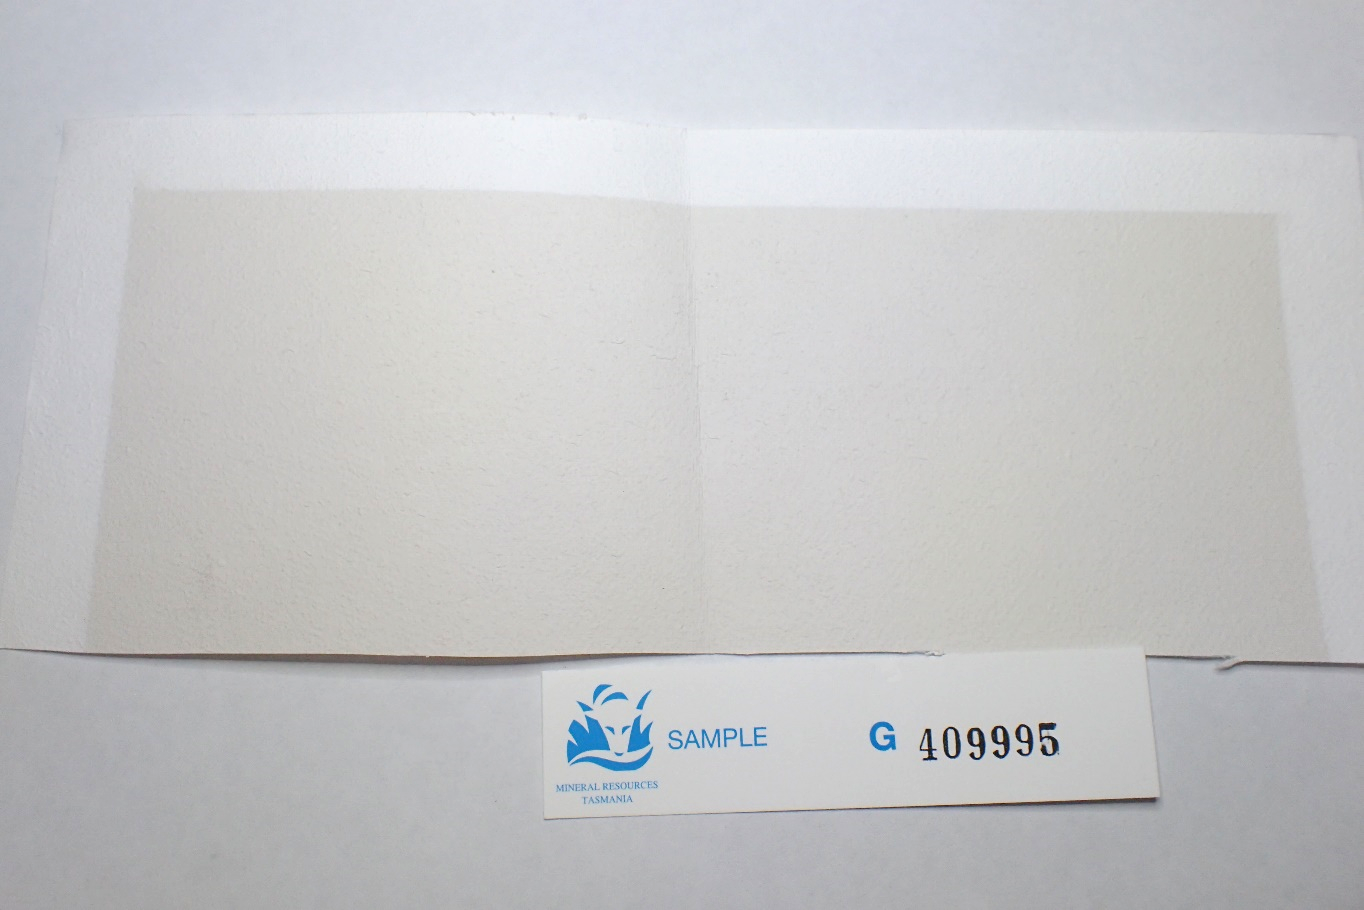 SAMPLE G 409995
MINERAL RESOURCES
TASMANIA